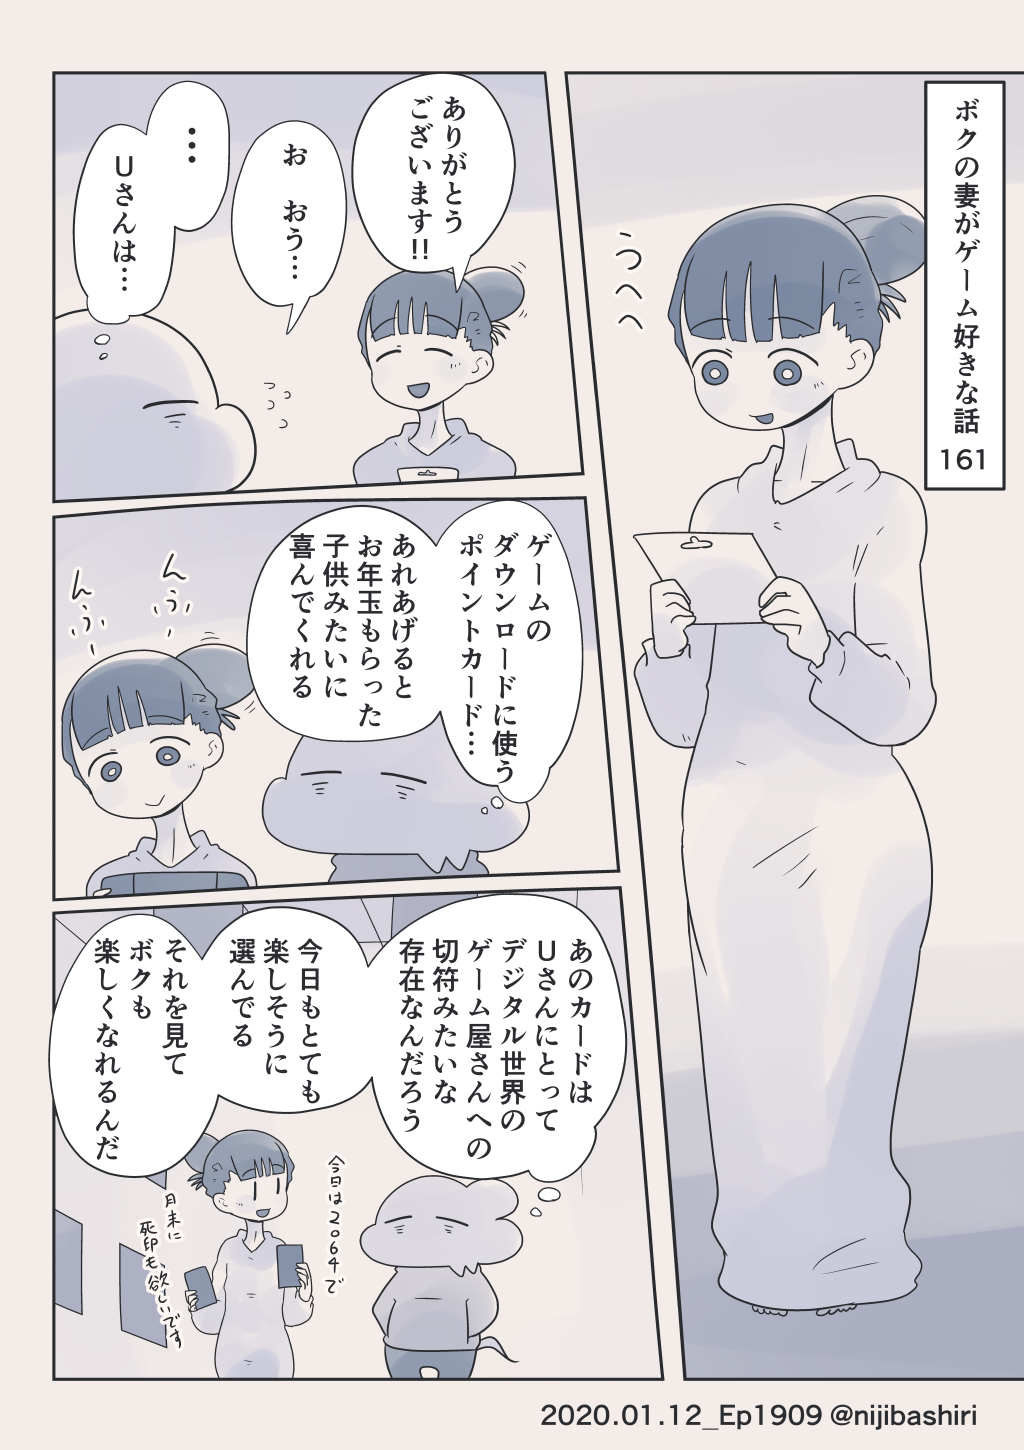 ボクの妻がゲーム好きな話
161
うへへ
ありがとう
ございます!!
お おう…
…
Uさんは…
ゲームの
ダウンロードに使う
ポイントカード…
あれあげると
お年玉もらった
子供みたいに
喜んでくれる
んふ
んふ
あのカードは
Uさんにとって
デジタル世界の
ゲーム屋さんへの
切符みたいな
存在なんだろう
今日もとても
楽しそうに
選んでる
それを見て
ボクも
楽しくなれるんだ
今日は2064で
月末に
死印も、欲しいです
2020.01.12_Ep1909 @nijibashiri